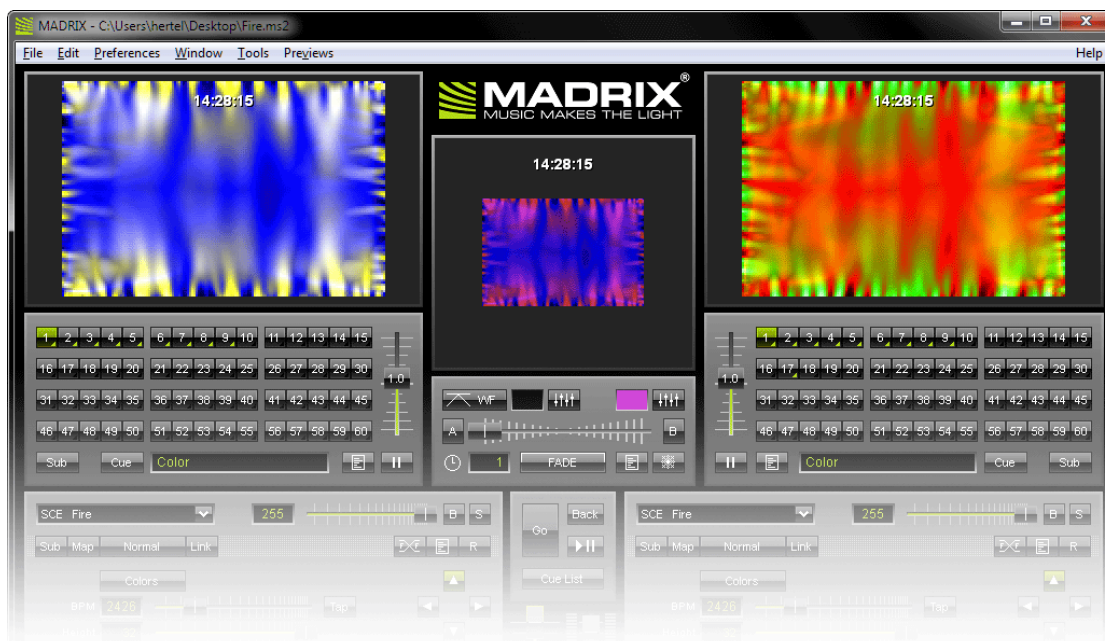 MADRIX - C:\Users\hertel\Desktop\Fire.ms2
File Edit Preferences Window Tools Previews Help
14:28:15
MADRIX®
MUSIC MAKES THE LIGHT
14:28:15
14:28:15
1 2 3 4 5 6 7 8 9 10 11 12 13 14 15
16 17 18 19 20 21 22 23 24 25 26 27 28 29 30
31 32 33 34 35 36 37 38 39 40 41 42 43 44 45
46 47 48 49 50 51 52 53 54 55 56 57 58 59 60
1.0
Sub Cue Color
WF
A B
1 FADE
1 2 3 4 5 6 7 8 9 10 11 12 13 14 15
16 17 18 19 20 21 22 23 24 25 26 27 28 29 30
31 32 33 34 35 36 37 38 39 40 41 42 43 44 45
46 47 48 49 50 51 52 53 54 55 56 57 58 59 60
1.0
Color Cue Sub
SCE Fire 255 B S
Sub Map Normal Link R
Colors
BPM 2426 Tap
Go Back
Cue List
SCE Fire 255 B S
Sub Map Normal Link R
Colors
BPM 2426 Tap